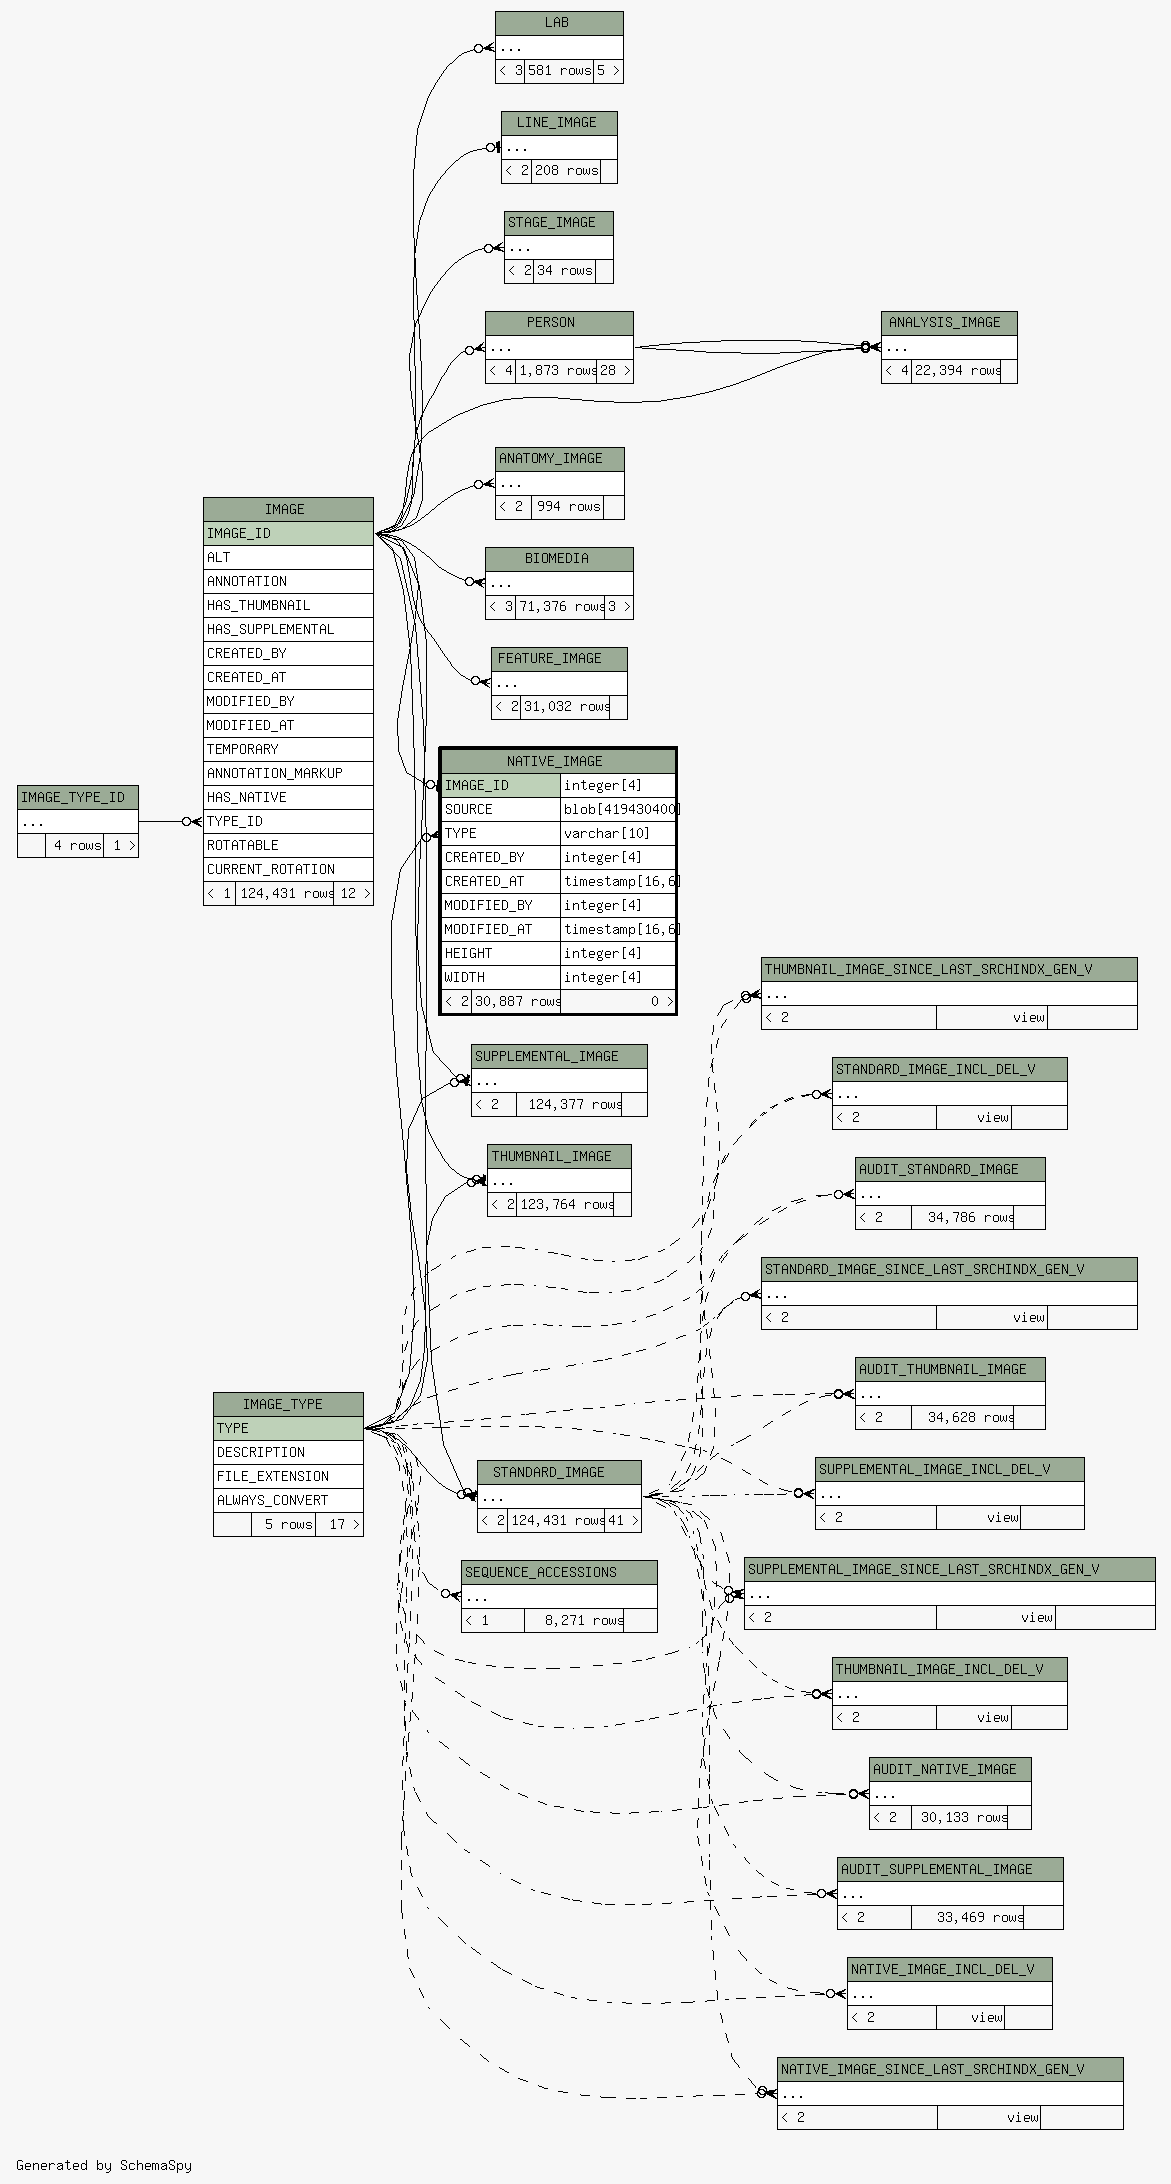 LAB
...
< 3 581 rows 5 >
LINE_IMAGE
...
< 2 208 rows
STAGE_IMAGE
...
< 2 34 rows
PERSON
...
< 4 1,873 rows 28 >
ANALYSIS_IMAGE
...
< 4 22,394 rows
ANATOMY_IMAGE
...
< 2 994 rows
BIOMEDIA
...
< 3 71,376 rows 3 >
FEATURE_IMAGE
...
< 2 31,032 rows
IMAGE
IMAGE_ID
ALT
ANNOTATION
HAS_THUMBNAIL
HAS_SUPPLEMENTAL
CREATED_BY
CREATED_AT
MODIFIED_BY
MODIFIED_AT
TEMPORARY
ANNOTATION_MARKUP
HAS_NATIVE
TYPE_ID
ROTATABLE
CURRENT_ROTATION
< 1 124,431 rows 12 >
IMAGE_TYPE_ID
...
4 rows 1 >
NATIVE_IMAGE
IMAGE_ID integer[4]
SOURCE blob[419430400]
TYPE varchar[10]
CREATED_BY integer[4]
CREATED_AT timestamp[16,6]
MODIFIED_BY integer[4]
MODIFIED_AT timestamp[16,6]
HEIGHT integer[4]
WIDTH integer[4]
< 2 30,887 rows 0 >
SUPPLEMENTAL_IMAGE
...
< 2 124,377 rows
THUMBNAIL_IMAGE
...
< 2 123,764 rows
IMAGE_TYPE
TYPE
DESCRIPTION
FILE_EXTENSION
ALWAYS_CONVERT
5 rows 17 >
STANDARD_IMAGE
...
< 2 124,431 rows 41 >
SEQUENCE_ACCESSIONS
...
< 1 8,271 rows
THUMBNAIL_IMAGE_SINCE_LAST_SRCHINDX_GEN_V
...
< 2 view
STANDARD_IMAGE_INCL_DEL_V
...
< 2 view
AUDIT_STANDARD_IMAGE
...
< 2 34,786 rows
STANDARD_IMAGE_SINCE_LAST_SRCHINDX_GEN_V
...
< 2 view
AUDIT_THUMBNAIL_IMAGE
...
< 2 34,628 rows
SUPPLEMENTAL_IMAGE_INCL_DEL_V
...
< 2 view
SUPPLEMENTAL_IMAGE_SINCE_LAST_SRCHINDX_GEN_V
...
< 2 view
THUMBNAIL_IMAGE_INCL_DEL_V
...
< 2 view
AUDIT_NATIVE_IMAGE
...
< 2 30,133 rows
AUDIT_SUPPLEMENTAL_IMAGE
...
< 2 33,469 rows
NATIVE_IMAGE_INCL_DEL_V
...
< 2 view
NATIVE_IMAGE_SINCE_LAST_SRCHINDX_GEN_V
...
< 2 view
Generated by SchemaSpy